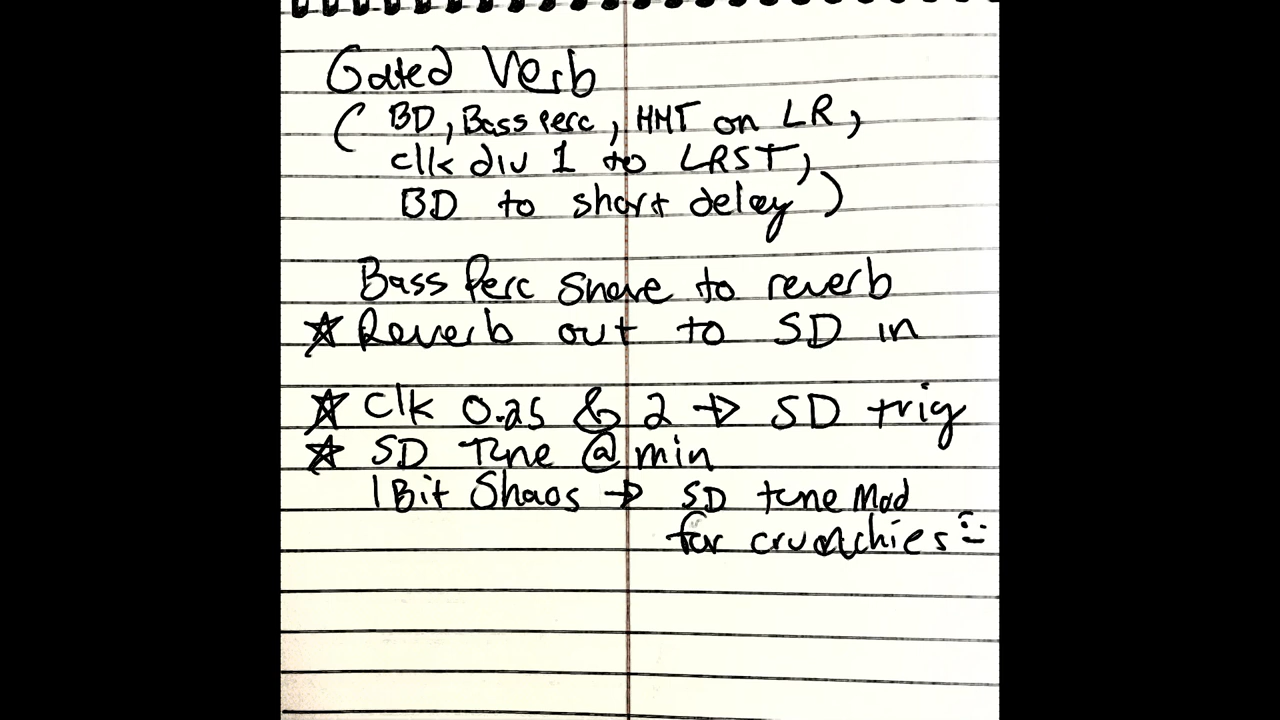 Gated Verb
( BD, Bass Perc, HHT on LR,
clk div 1 to LRST,
BD to short delay )
Bass Perc Snare to reverb
☆ Reverb out to SD in
☆ Clk 0.25 & 2 → SD trig
☆ SD Tune @ min
1 Bit Shaos → SD tune Mod
for crunchies :)